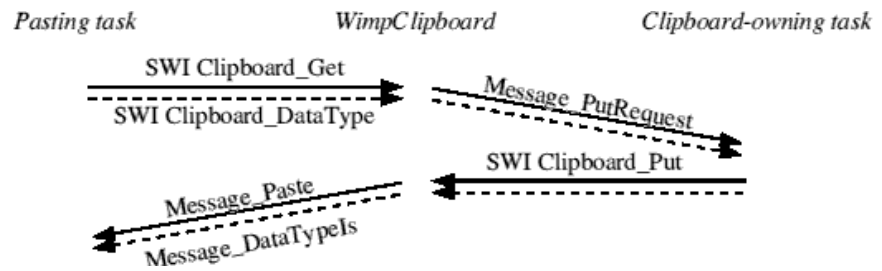 Pasting task
WimpClipboard
Clipboard-owning task
SWI Clipboard_Get
SWI Clipboard_DataType
Message_PutRequest
SWI Clipboard_Put
Message_Paste
Message_DataTypeIs